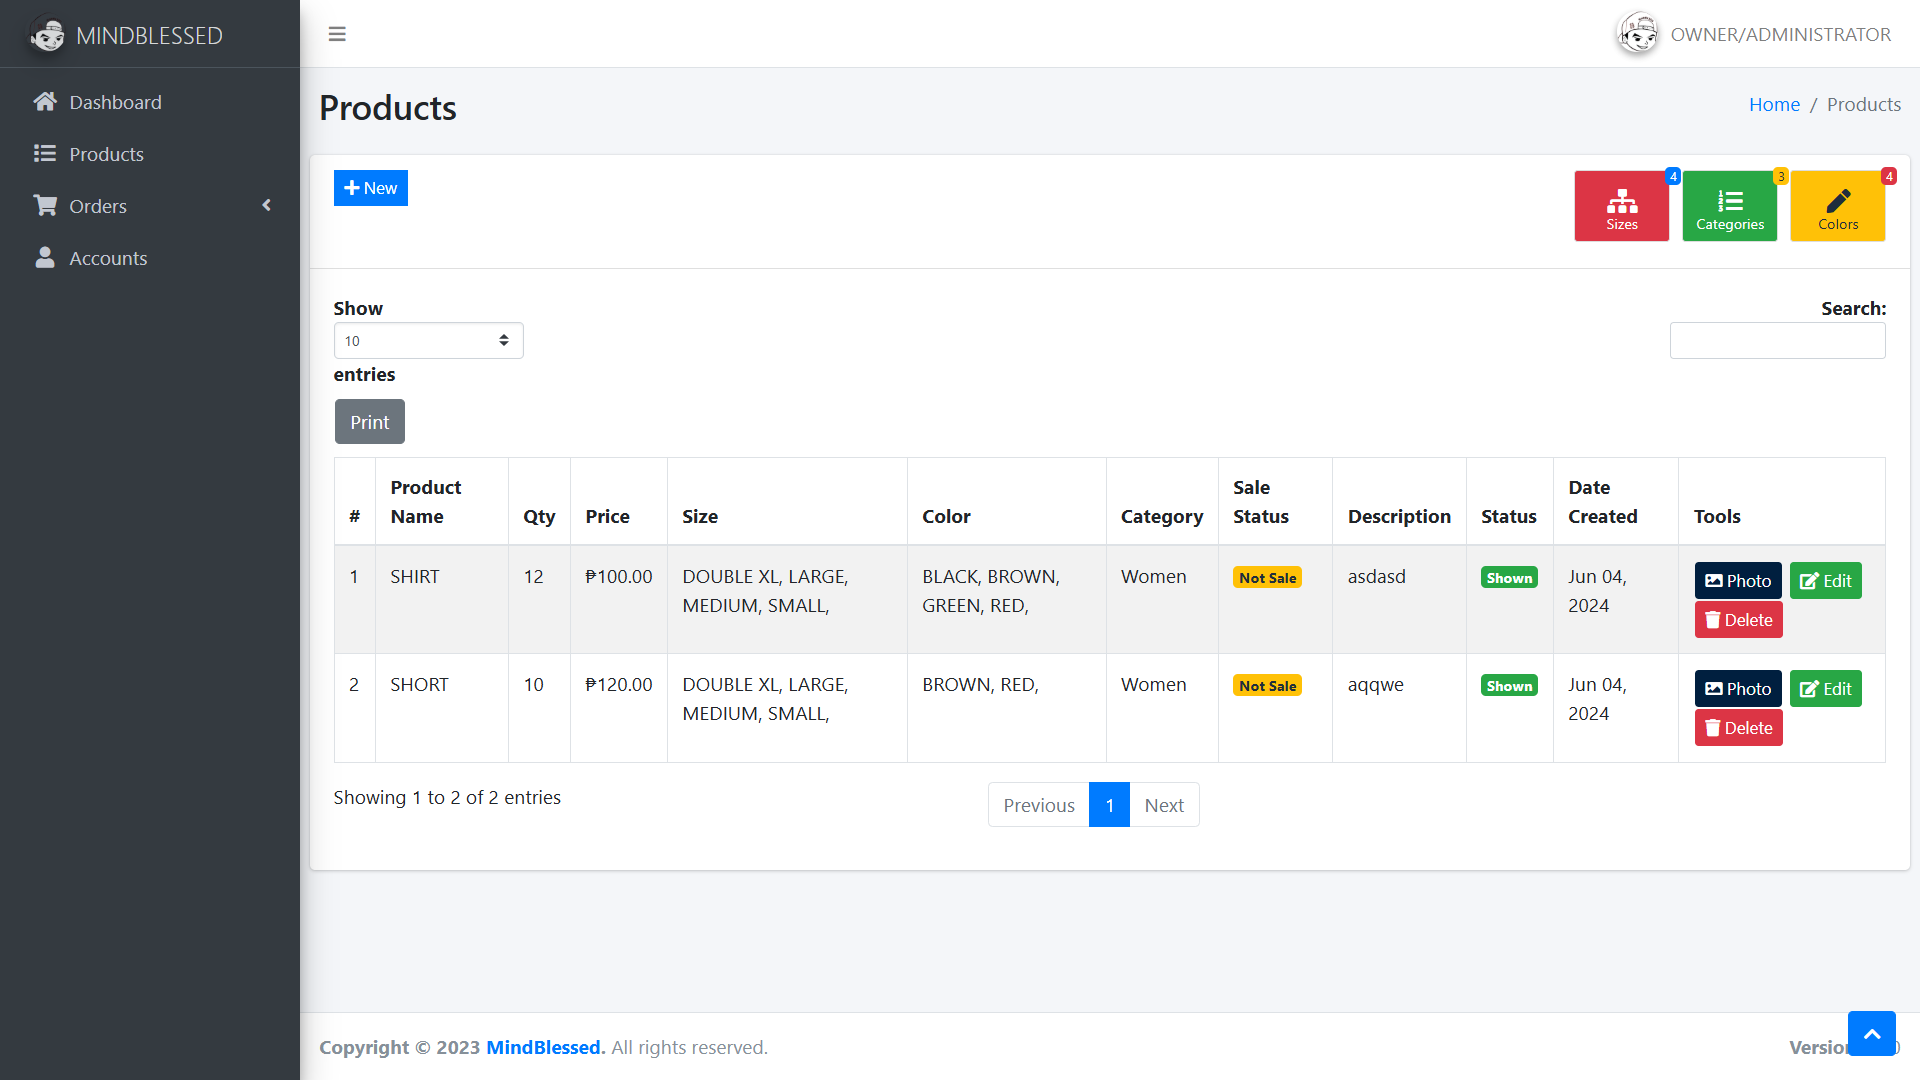 MINDBLESSED
OWNER/ADMINISTRATOR
Dashboard
Products
Orders
Accounts
Products
Home / Products
New
4
Sizes
3
Categories
4
Colors
Show
10
entries
Search:
Print
# Product Name Qty Price Size Color Category Sale Status Description Status Date Created Tools
1 SHIRT 12 ₱100.00 DOUBLE XL, LARGE, BLACK, BROWN, Women Not Sale asdasd Shown Jun 04, Photo Edit
MEDIUM, SMALL, GREEN, RED, 2024 Delete
2 SHORT 10 ₱120.00 DOUBLE XL, LARGE, BROWN, RED, Women Not Sale aqqwe Shown Jun 04, Photo Edit
MEDIUM, SMALL, 2024 Delete
Showing 1 to 2 of 2 entries
Previous 1 Next
Copyright © 2023 MindBlessed. All rights reserved.